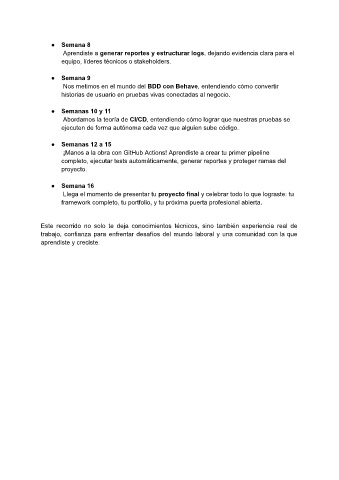 ● Semana 8
Aprendiste a generar reportes y estructurar logs, dejando evidencia clara para el
equipo, líderes técnicos o stakeholders.
● Semana 9
Nos metimos en el mundo del BDD con Behave, entendiendo cómo convertir
historias de usuario en pruebas vivas conectadas al negocio.
● Semanas 10 y 11
Abordamos la teoría de CI/CD, entendiendo cómo lograr que nuestras pruebas se
ejecuten de forma autónoma cada vez que alguien sube código.
● Semanas 12 a 15
¡Manos a la obra con GitHub Actions! Aprendiste a crear tu primer pipeline
completo, ejecutar tests automáticamente, generar reportes y proteger ramas del
proyecto.
● Semana 16
Llega el momento de presentar tu proyecto final y celebrar todo lo que lograste: tu
framework completo, tu portfolio, y tu próxima puerta profesional abierta.
Este recorrido no solo te deja conocimientos técnicos, sino también experiencia real de
trabajo, confianza para enfrentar desafíos del mundo laboral y una comunidad con la que
aprendiste y creciste.